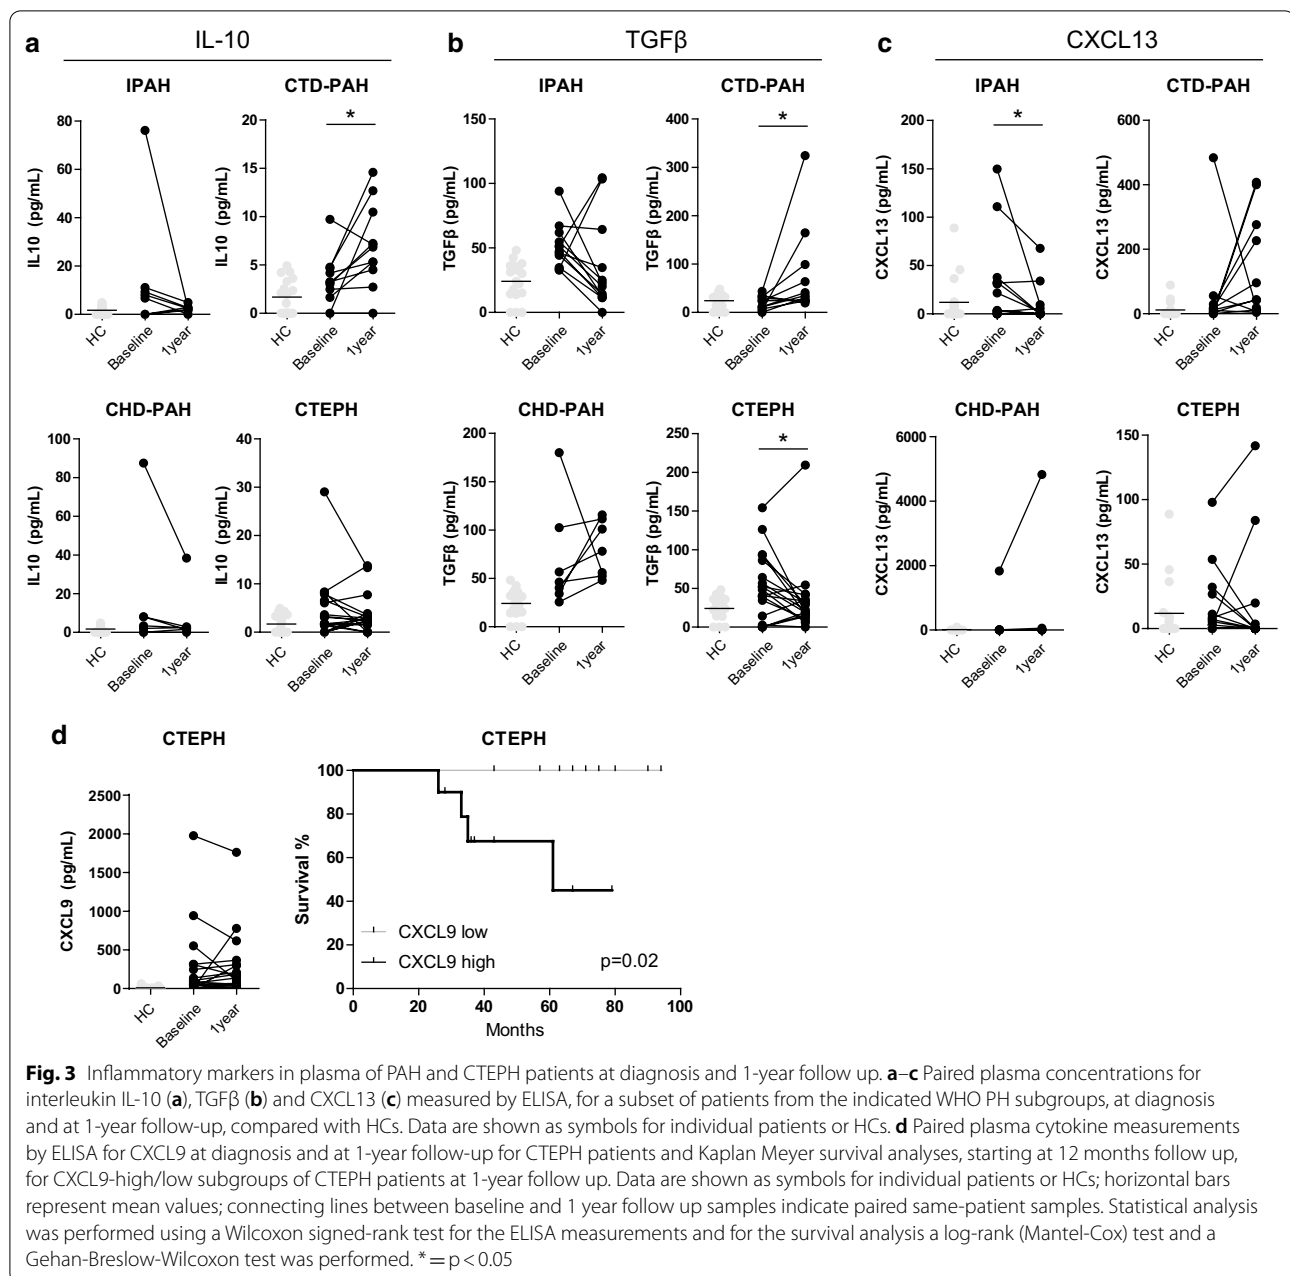 a
IL-10
b
TGFβ
c
CXCL13
IPAH
IL10 (pg/mL)
80
60
40
20
0
HC
Baseline
1year
CTD-PAH
*
IL10 (pg/mL)
20
15
10
5
0
HC
Baseline
1year
IPAH
TGFβ (pg/mL)
150
100
50
0
HC
Baseline
1year
CTD-PAH
*
TGFβ (pg/mL)
400
300
200
100
0
HC
Baseline
1year
IPAH
*
CXCL13 (pg/mL)
200
150
100
50
0
HC
Baseline
1year
CTD-PAH
CXCL13 (pg/mL)
600
400
200
0
HC
Baseline
1year
CHD-PAH
IL10 (pg/mL)
100
80
60
40
20
0
HC
Baseline
1year
CTEPH
IL10 (pg/mL)
40
30
20
10
0
HC
Baseline
1year
CHD-PAH
TGFβ (pg/mL)
200
150
100
50
0
HC
Baseline
1year
CTEPH
*
TGFβ (pg/mL)
250
200
150
100
50
0
HC
Baseline
1year
CHD-PAH
CXCL13 (pg/mL)
6000
4000
2000
0
HC
Baseline
1year
CTEPH
CXCL13 (pg/mL)
150
100
50
0
HC
Baseline
1year
d
CTEPH
CXCL9 (pg/mL)
2500
2000
1500
1000
500
0
HC
Baseline
1year
CTEPH
Survival %
100
80
60
40
20
0
CXCL9 low
CXCL9 high
p=0.02
0
20
40
60
80
100
Months
Fig. 3 Inflammatory markers in plasma of PAH and CTEPH patients at diagnosis and 1-year follow up. a–c Paired plasma concentrations for
interleukin IL-10 (a), TGFβ (b) and CXCL13 (c) measured by ELISA, for a subset of patients from the indicated WHO PH subgroups, at diagnosis
and at 1-year follow-up, compared with HCs. Data are shown as symbols for individual patients or HCs. d Paired plasma cytokine measurements
by ELISA for CXCL9 at diagnosis and at 1-year follow-up for CTEPH patients and Kaplan Meyer survival analyses, starting at 12 months follow up,
for CXCL9-high/low subgroups of CTEPH patients at 1-year follow up. Data are shown as symbols for individual patients or HCs; horizontal bars
represent mean values; connecting lines between baseline and 1 year follow up samples indicate paired same-patient samples. Statistical analysis
was performed using a Wilcoxon signed-rank test for the ELISA measurements and for the survival analysis a log-rank (Mantel-Cox) test and a
Gehan-Breslow-Wilcoxon test was performed. * = p < 0.05